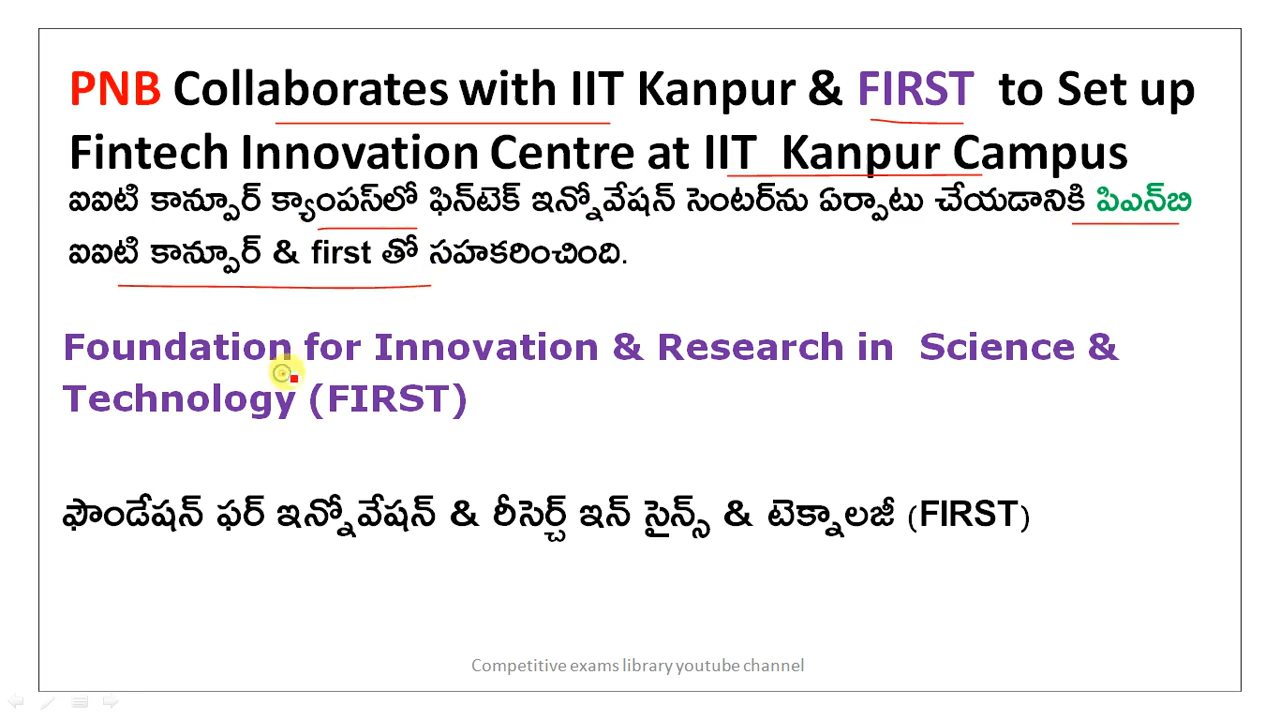 PNB Collaborates with IIT Kanpur & FIRST to Set up
Fintech Innovation Centre at IIT Kanpur Campus
ఐఐటి కాన్పూర్ క్యాంపస్‌లో ఫిన్‌టెక్ ఇన్నోవేషన్ సెంటర్‌ను ఏర్పాటు చేయడానికి పిఎన్‌బి
ఐఐటి కాన్పూర్ & first తో సహకరించింది.
Foundation for Innovation & Research in Science &
Technology (FIRST)
ఫౌండేషన్ ఫర్ ఇన్నోవేషన్ & రీసెర్చ్ ఇన్ సైన్స్ & టెక్నాలజీ (FIRST)
Competitive exams library youtube channel